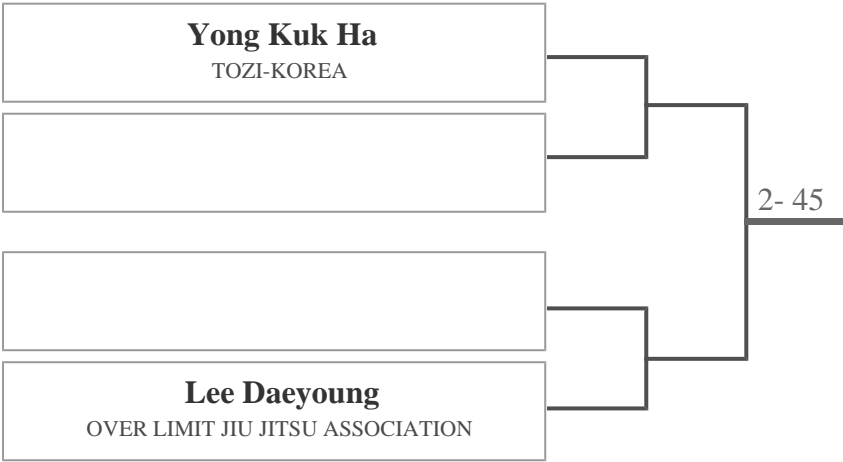 Yong Kuk Ha
TOZI-KOREA
2- 45
Lee Daeyoung
OVER LIMIT JIU JITSU ASSOCIATION